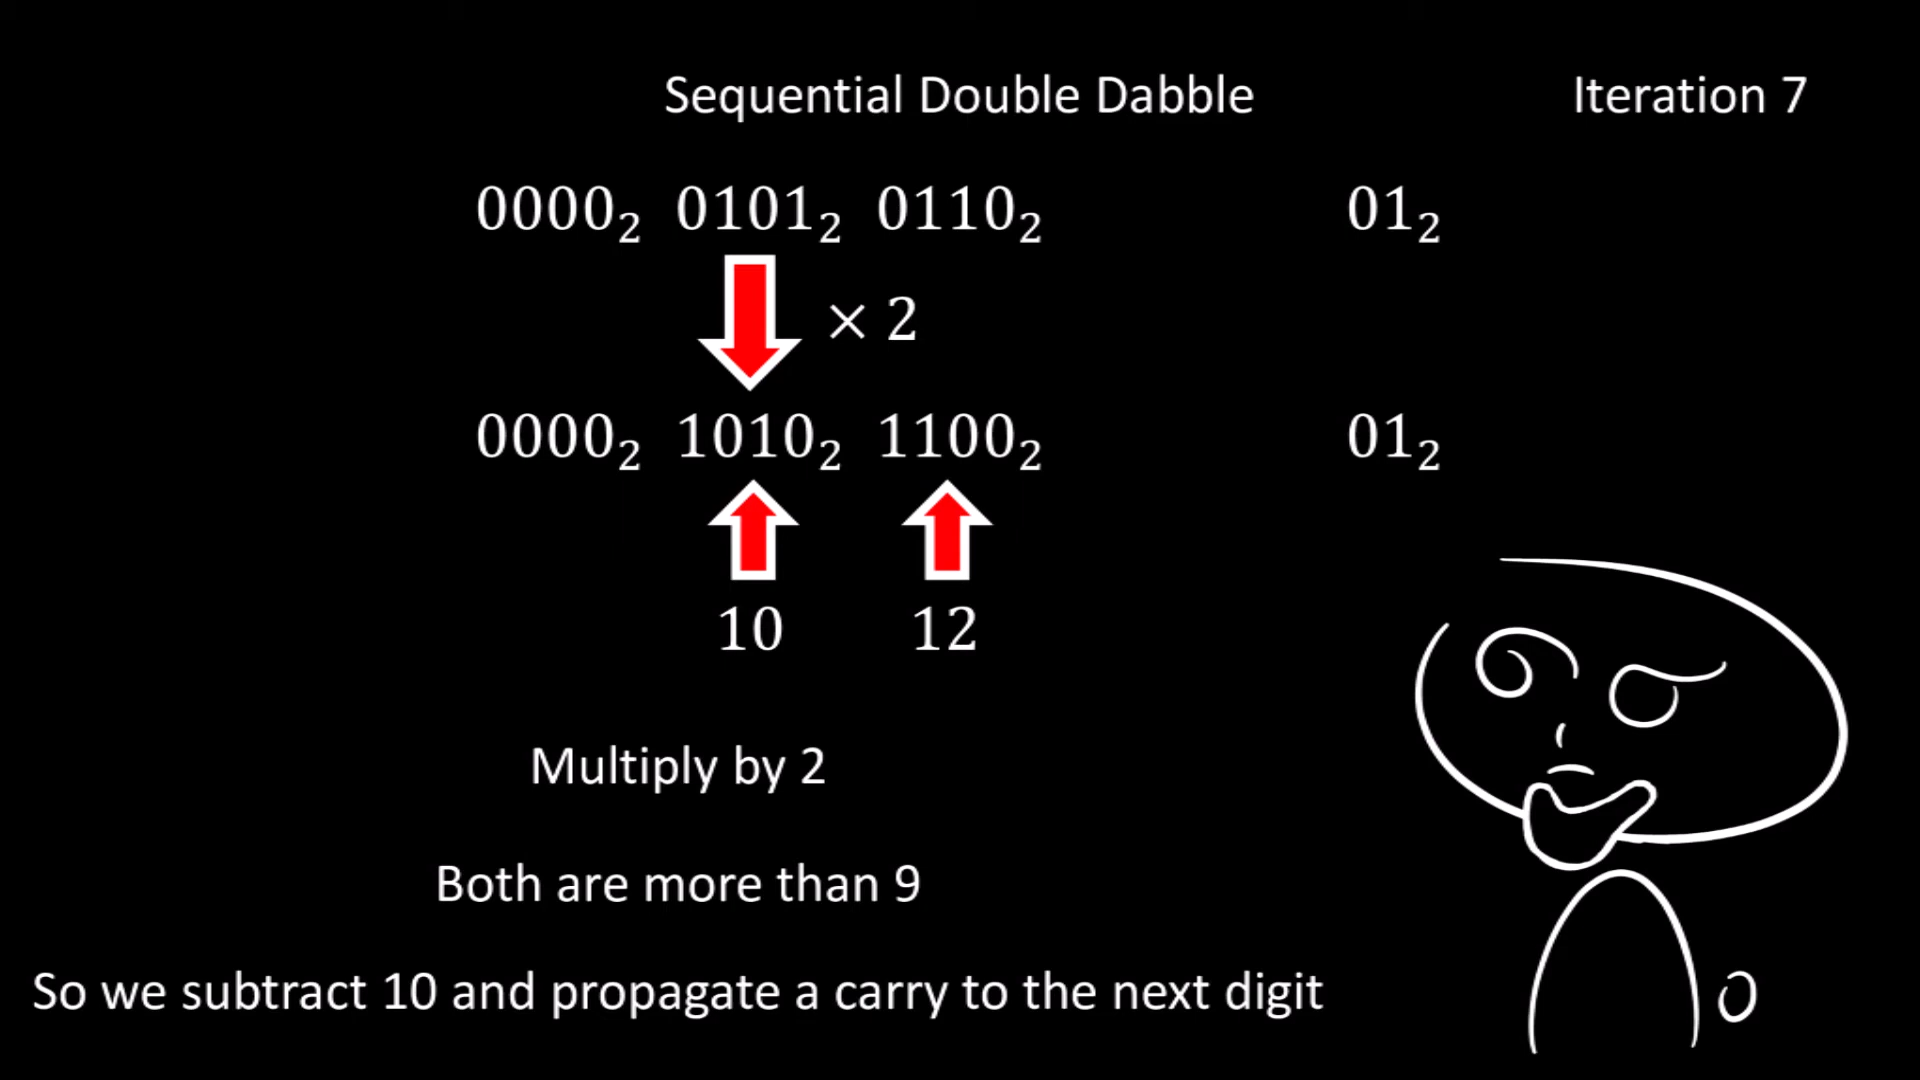 Sequential Double Dabble Iteration 7
0000₂ 0101₂ 0110₂ 01₂
× 2
0000₂ 1010₂ 1100₂ 01₂
10 12
Multiply by 2
Both are more than 9
So we subtract 10 and propagate a carry to the next digit